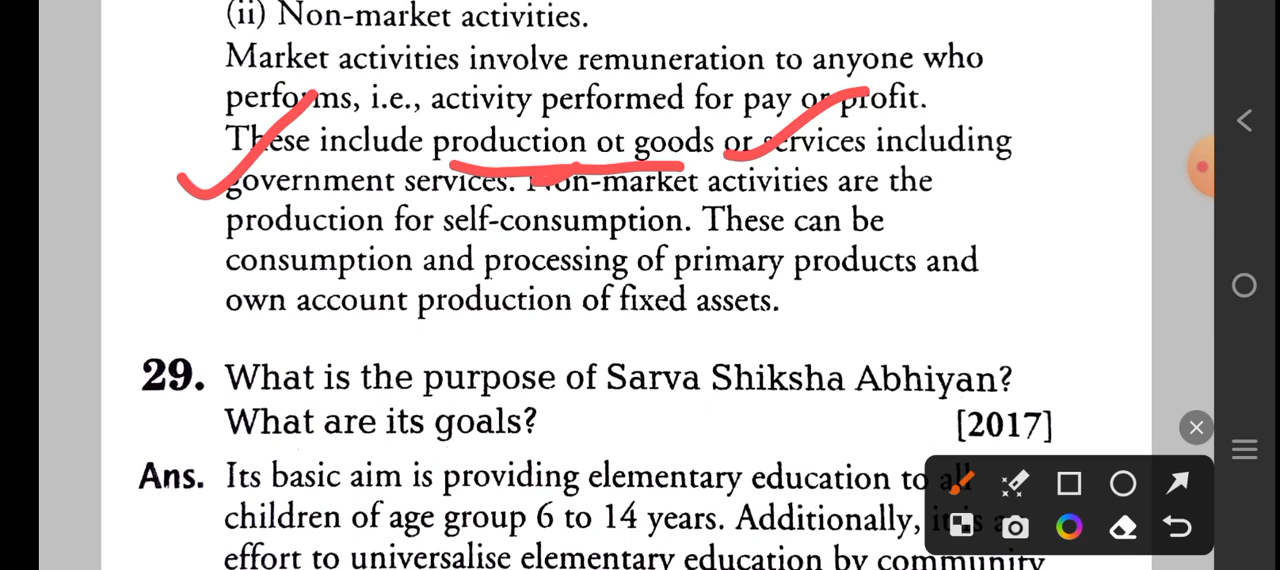 (ii) Non-market activities.
Market activities involve remuneration to anyone who
performs, i.e., activity performed for pay or profit.
These include production ot goods or services including
government services. Non-market activities are the
production for self-consumption. These can be
consumption and processing of primary products and
own account production of fixed assets.
29. What is the purpose of Sarva Shiksha Abhiyan?
What are its goals? [2017]
Ans. Its basic aim is providing elementary education to all
children of age group 6 to 14 years. Additionally, it is a
effort to universalise elementary education by community